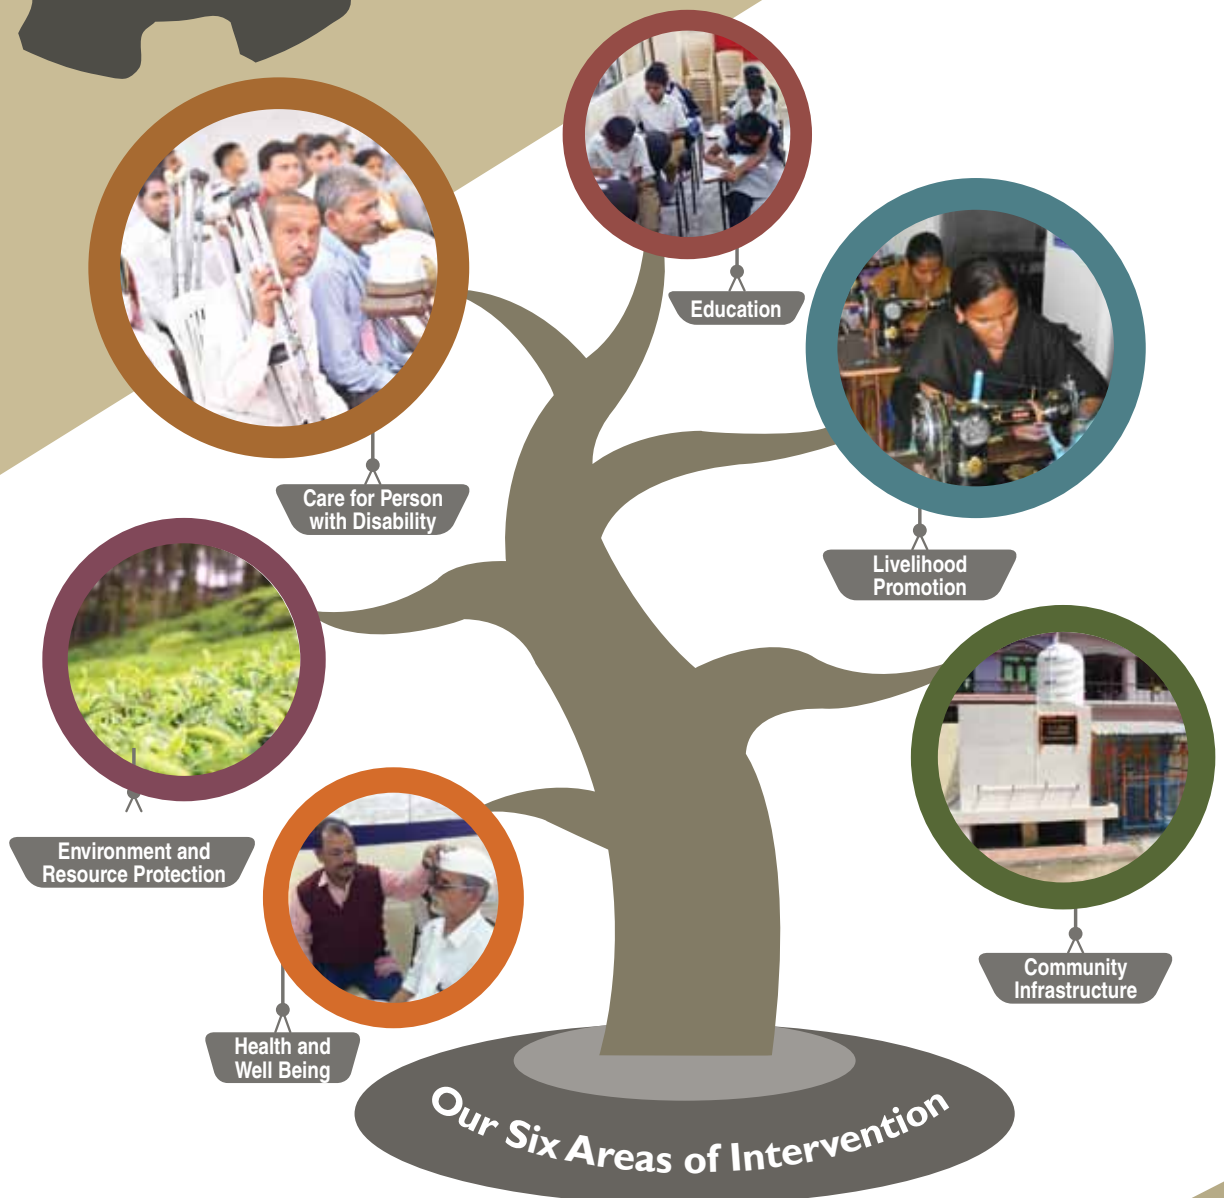 Education
Care for Person
with Disability
Livelihood
Promotion
Environment and
Resource Protection
Community
Infrastructure
Health and
Well Being
Our Six Areas of Intervention